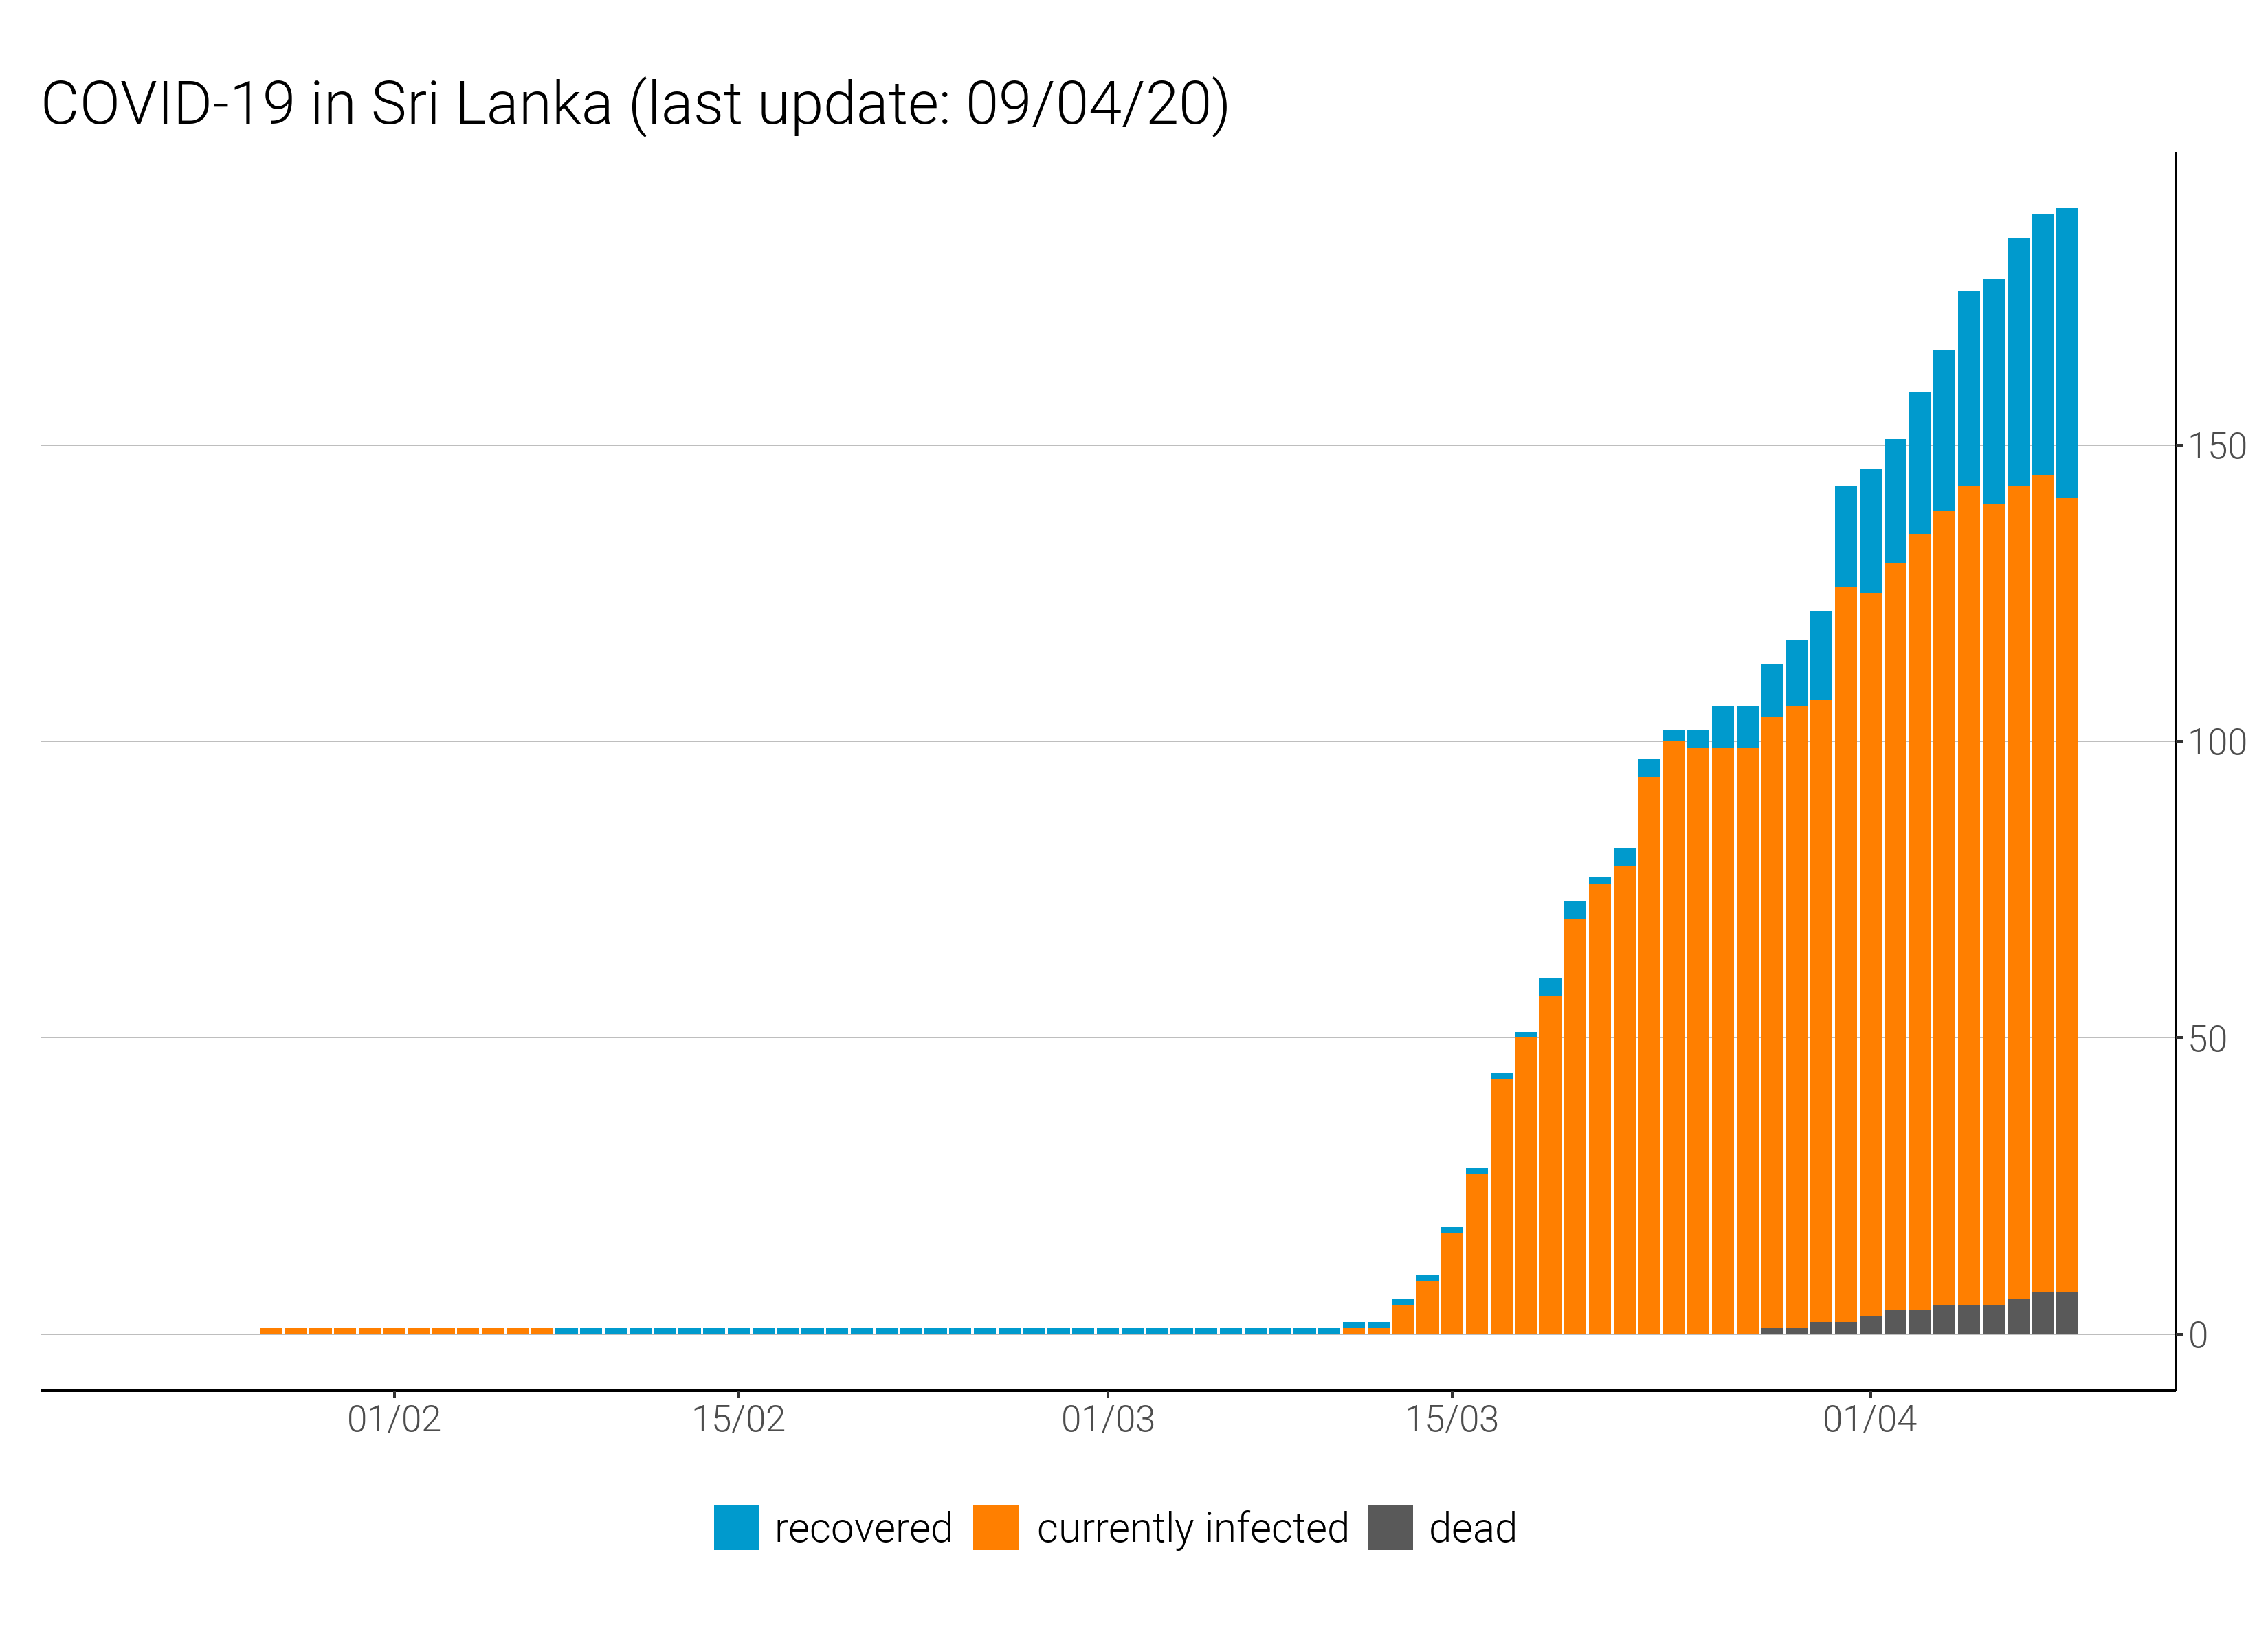 COVID-19 in Sri Lanka (last update: 09/04/20)
150
100
50
0
01/02 15/02 01/03 15/03 01/04
recovered currently infected dead